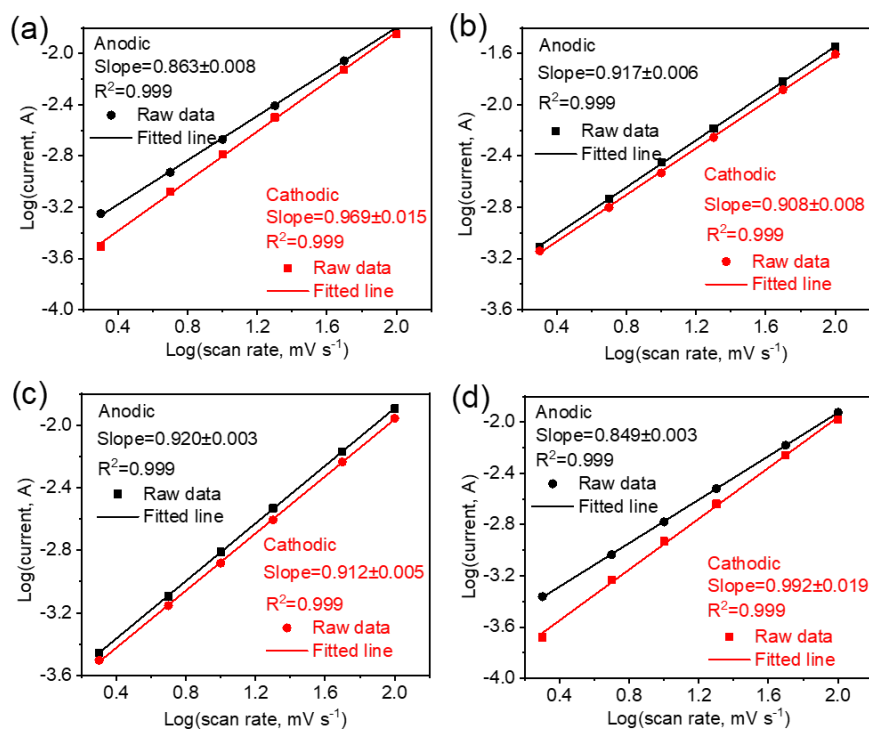 (a)
Anodic
Slope=0.863±0.008
R²=0.999
Raw data
Fitted line
Cathodic
Slope=0.969±0.015
R²=0.999
Raw data
Fitted line
-2.0
-2.4
-2.8
-3.2
-3.6
-4.0
Log(current, A)
0.4 0.8 1.2 1.6 2.0
Log(scan rate, mV s⁻¹)
(b)
Anodic
Slope=0.917±0.006
R²=0.999
Raw data
Fitted line
Cathodic
Slope=0.908±0.008
R²=0.999
Raw data
Fitted line
-1.6
-2.0
-2.4
-2.8
-3.2
-3.6
Log(current, A)
0.4 0.8 1.2 1.6 2.0
Log(scan rate, mV s⁻¹)
(c)
Anodic
Slope=0.920±0.003
R²=0.999
Raw data
Fitted line
Cathodic
Slope=0.912±0.005
R²=0.999
Raw data
Fitted line
-2.0
-2.4
-2.8
-3.2
-3.6
Log(current, A)
0.4 0.8 1.2 1.6 2.0
Log(scan rate, mV s⁻¹)
(d)
Anodic
Slope=0.849±0.003
R²=0.999
Raw data
Fitted line
Cathodic
Slope=0.992±0.019
R²=0.999
Raw data
Fitted line
-2.0
-2.4
-2.8
-3.2
-3.6
-4.0
Log(current, A)
0.4 0.8 1.2 1.6 2.0
Log(scan rate, mV s⁻¹)